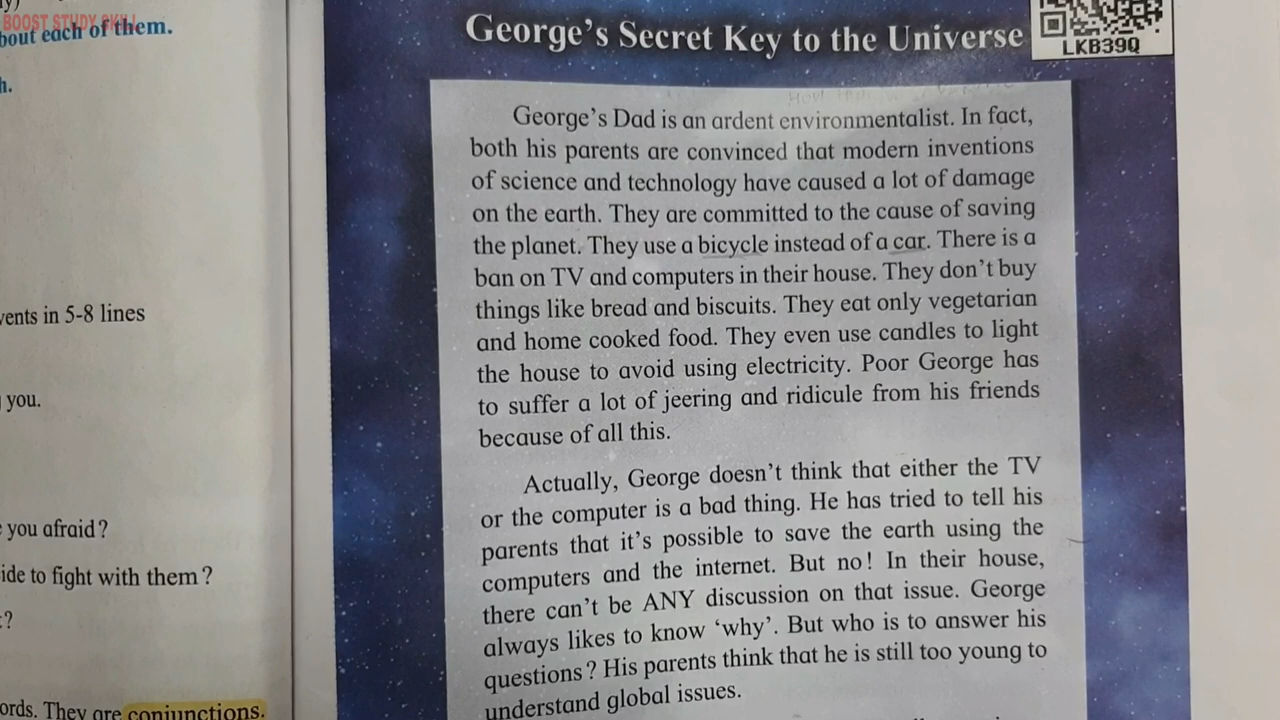 BOOST STUDY SKILL
bout each of them.
h.
vents in 5-8 lines
you.
you afraid?
ide to fight with them?
?
ords. They are conjunctions.
George's Secret Key to the Universe
LKB39Q
George's Dad is an ardent environmentalist. In fact,
both his parents are convinced that modern inventions
of science and technology have caused a lot of damage
on the earth. They are committed to the cause of saving
the planet. They use a bicycle instead of a car. There is a
ban on TV and computers in their house. They don't buy
things like bread and biscuits. They eat only vegetarian
and home cooked food. They even use candles to light
the house to avoid using electricity. Poor George has
to suffer a lot of jeering and ridicule from his friends
because of all this.
Actually, George doesn't think that either the TV
or the computer is a bad thing. He has tried to tell his
parents that it's possible to save the earth using the
computers and the internet. But no! In their house,
there can't be ANY discussion on that issue. George
always likes to know 'why'. But who is to answer his
questions? His parents think that he is still too young to
understand global issues.